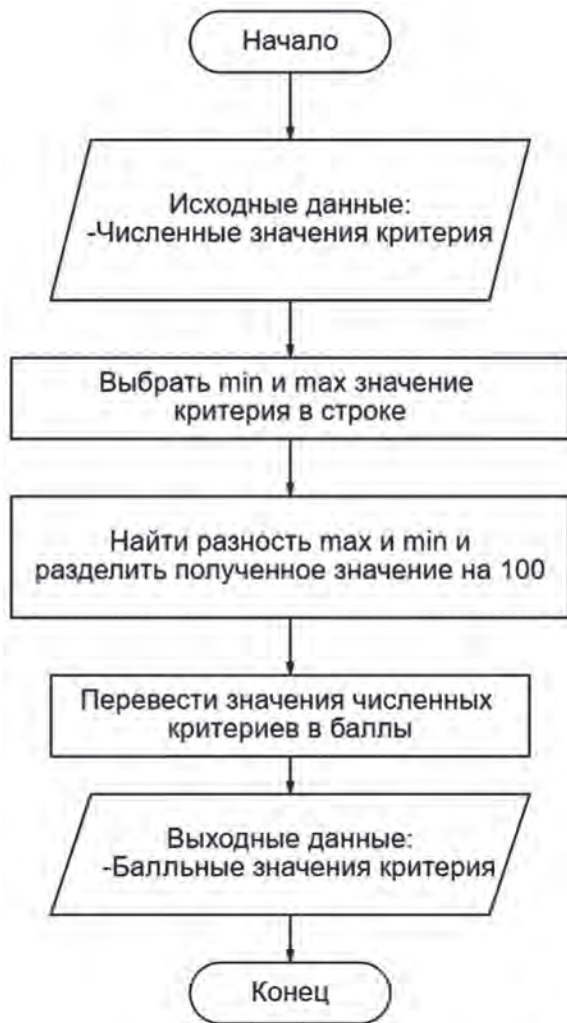 Начало
Исходные данные:
-Численные значения критерия
Выбрать min и max значение
критерия в строке
Найти разность max и min и
разделить полученное значение на 100
Перевести значения численных
критериев в баллы
Выходные данные:
-Балльные значения критерия
Конец